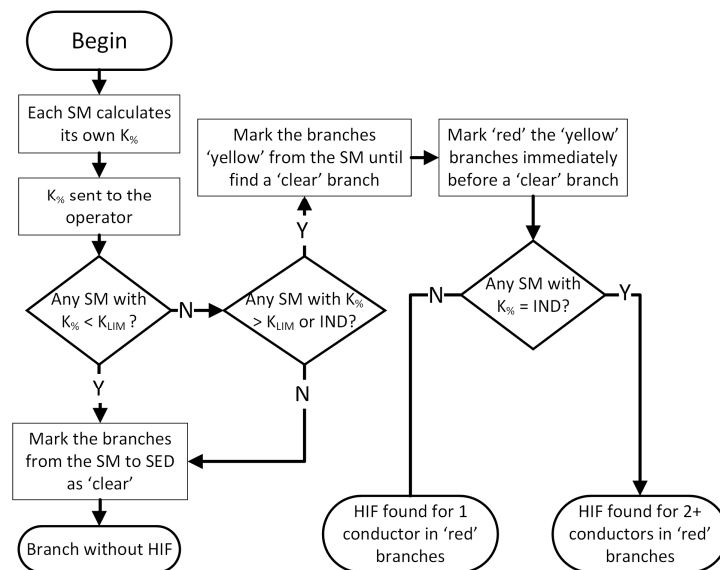 Begin
Each SM calculates
its own K%
K% sent to the
operator
Any SM with
K% < KLIM ?
N
Any SM with K%
> KLIM or IND?
Y
Mark the branches
'yellow' from the SM until
find a 'clear' branch
Mark 'red' the 'yellow'
branches immediately
before a 'clear' branch
Any SM with
K% = IND?
N
Y
Y
N
Mark the branches
from the SM to SED
as 'clear'
Branch without HIF
HIF found for 1
conductor in 'red'
branches
HIF found for 2+
conductors in 'red'
branches